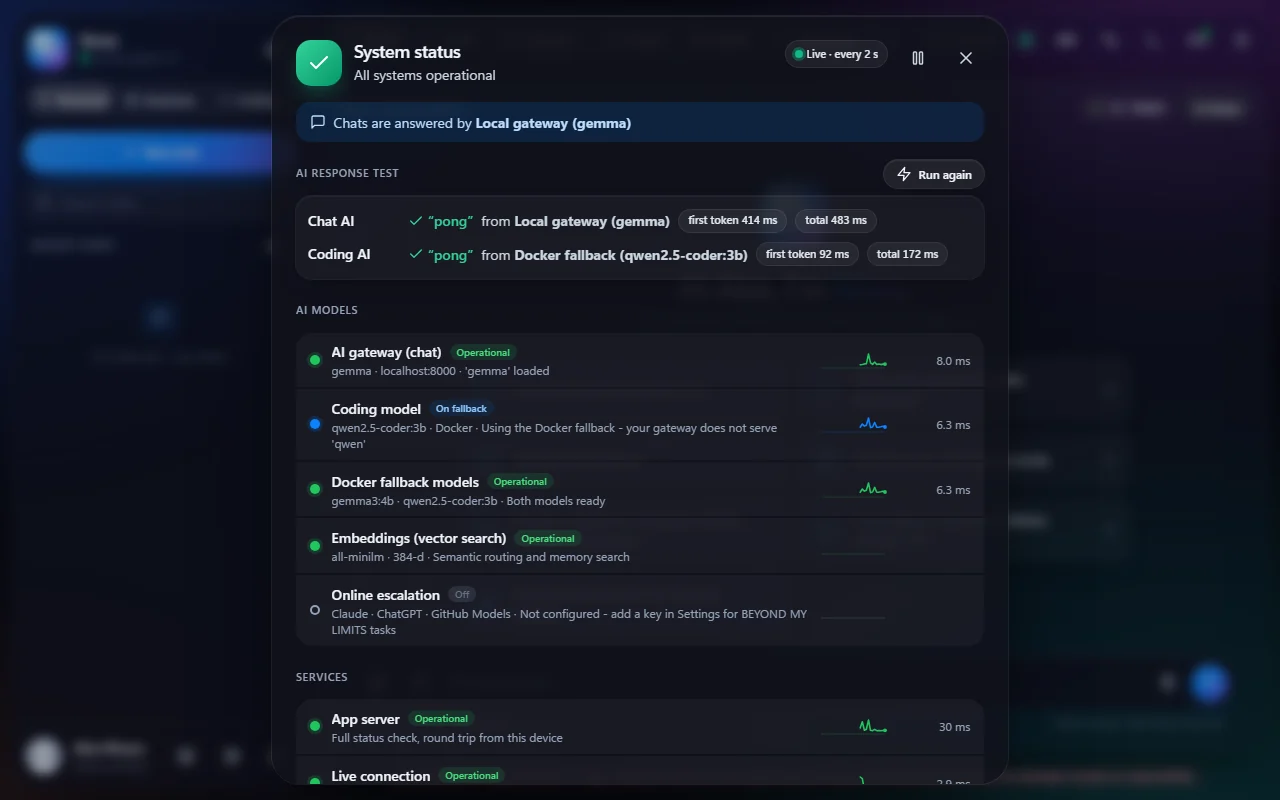 System status
All systems operational
Live · every 2 s
Chats are answered by Local gateway (gemma)
AI RESPONSE TEST
Run again
Chat AI "pong" from Local gateway (gemma) first token 414 ms total 483 ms
Coding AI "pong" from Docker fallback (qwen2.5-coder:3b) first token 92 ms total 172 ms
AI MODELS
AI gateway (chat) Operational
gemma · localhost:8000 · 'gemma' loaded
8.0 ms
Coding model On fallback
qwen2.5-coder:3b · Docker · Using the Docker fallback - your gateway does not serve
'qwen'
6.3 ms
Docker fallback models Operational
gemma3:4b · qwen2.5-coder:3b · Both models ready
6.3 ms
Embeddings (vector search) Operational
all-minilm · 384-d · Semantic routing and memory search
Online escalation Off
Claude · ChatGPT · GitHub Models · Not configured - add a key in Settings for BEYOND MY
LIMITS tasks
SERVICES
App server Operational
Full status check, round trip from this device
30 ms
Live connection Operational